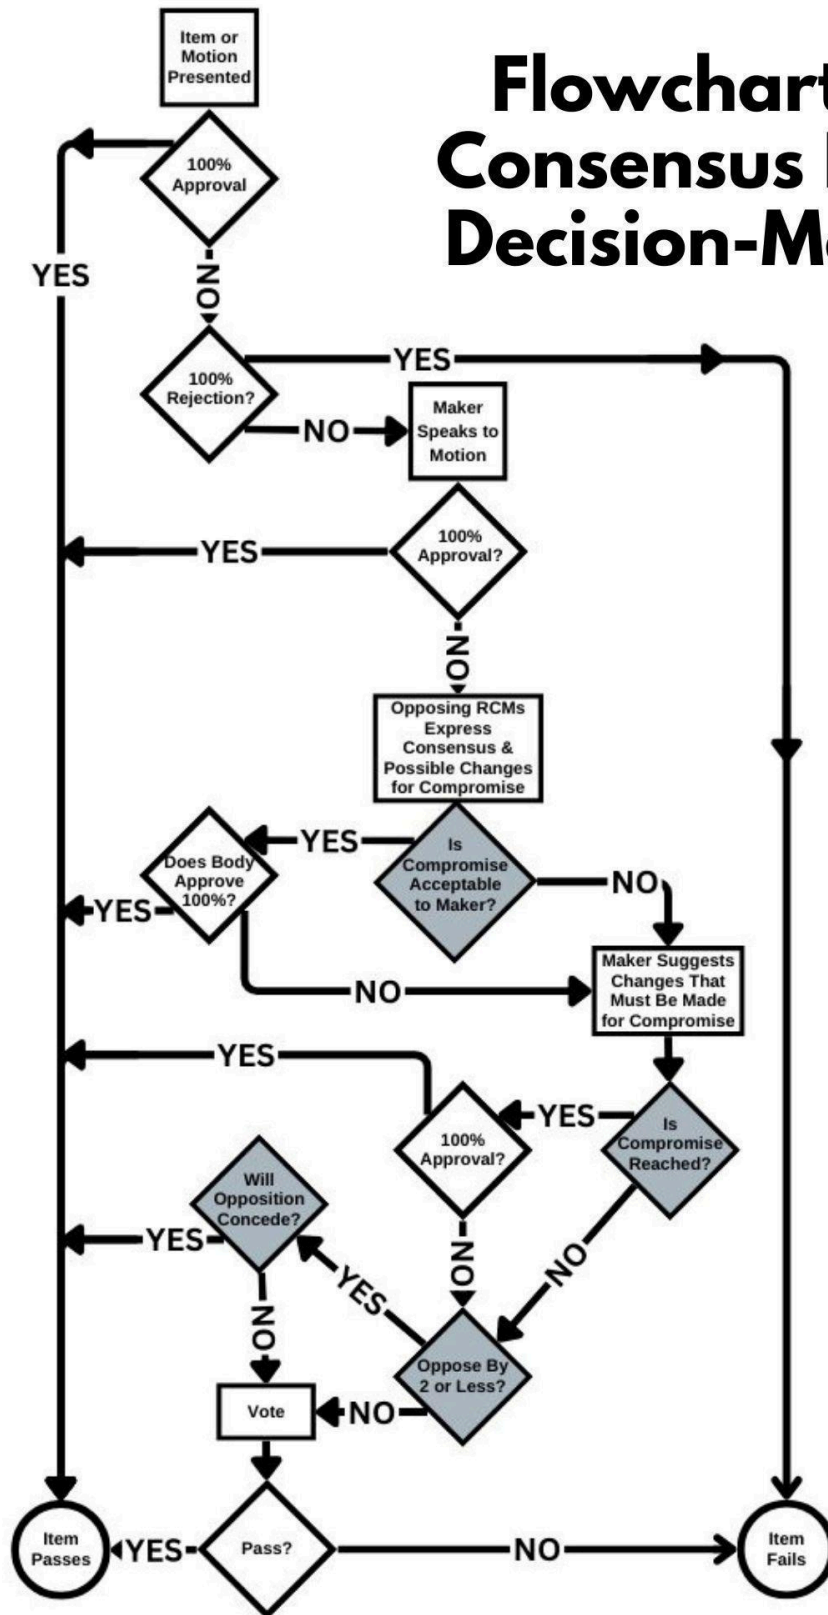 Item or
Motion
Presented
Flowchart
Consensus
Decision-M
100%
Approval
YES
NO
100%
Rejection?
YES
NO
Maker
Speaks to
Motion
100%
Approval?
YES
NO
Opposing RCMs
Express
Consensus &
Possible Changes
for Compromise
Is
Compromise
Acceptable
to Maker?
YES
NO
Does Body
Approve
100%?
YES
NO
Maker Suggests
Changes That
Must Be Made
for Compromise
Is
Compromise
Reached?
YES
NO
100%
Approval?
YES
NO
Oppose By
2 or Less?
YES
NO
Will
Opposition
Concede?
YES
NO
Vote
Pass?
YES
NO
Item
Passes
Item
Fails